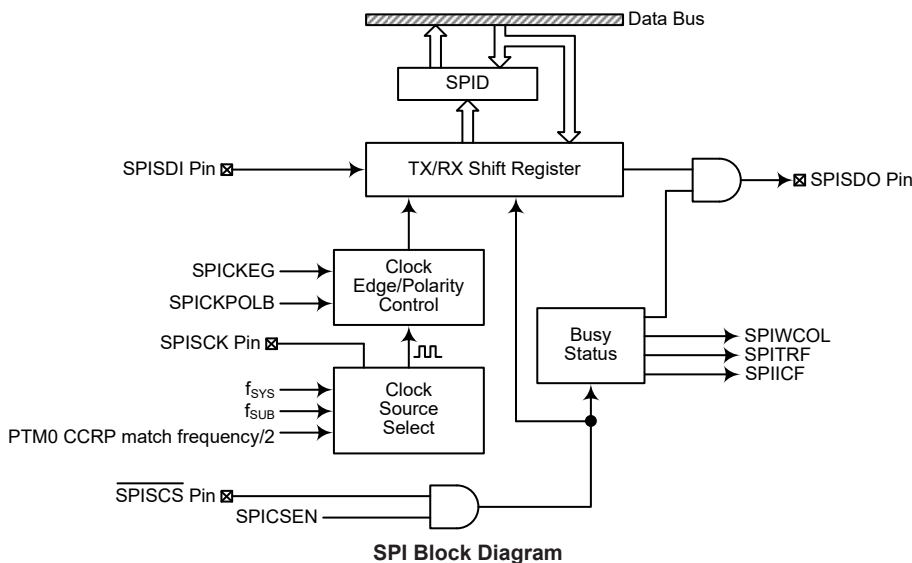 Data Bus
SPID
SPISDI Pin
TX/RX Shift Register
SPISDO Pin
SPICKEG
SPICKPOLB
Clock
Edge/Polarity
Control
SPISCK Pin
Busy
Status
SPIWCOL
SPITRF
SPIICF
fSYS
fSUB
PTM0 CCRP match frequency/2
Clock
Source
Select
SPISCS Pin
SPICSEN
SPI Block Diagram